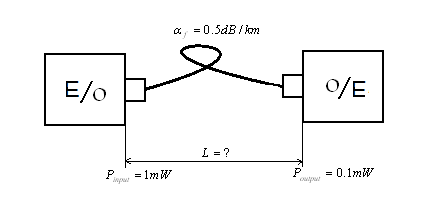 α_f = 0.5dB / km
E/O
O/E
L = ?
P_input = 1mW
P_output = 0.1mW